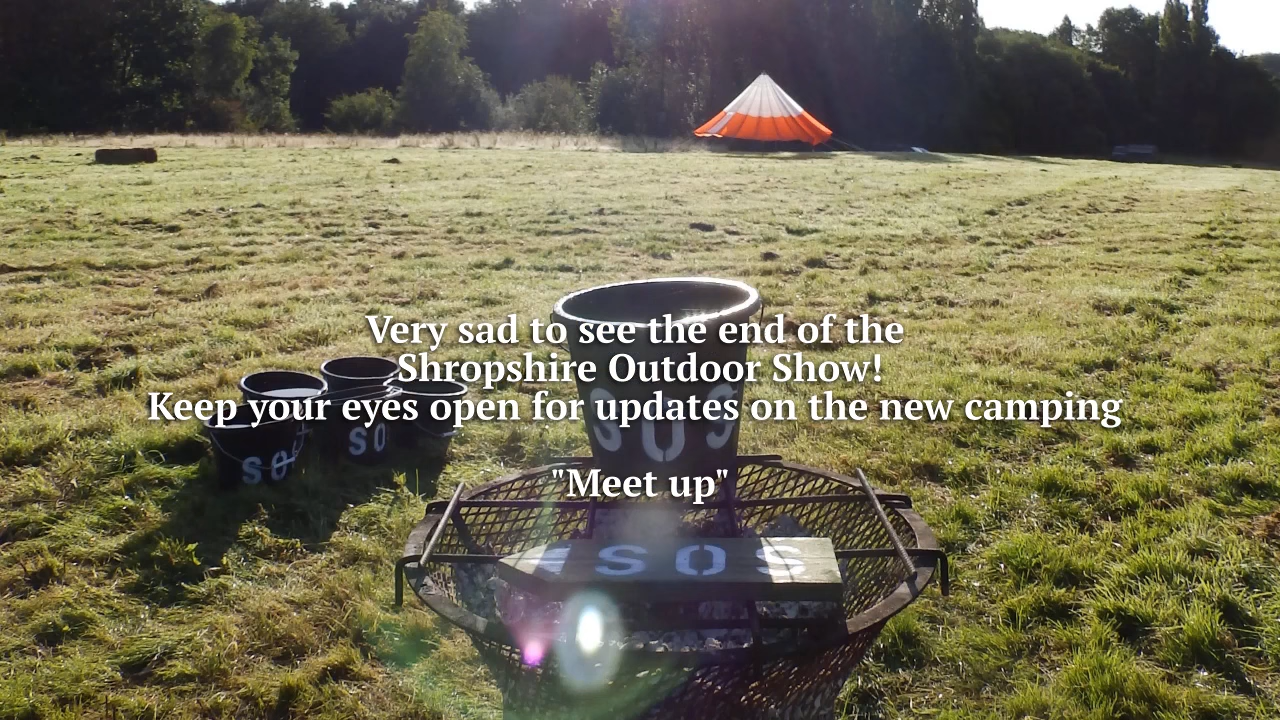 Very sad to see the end of the
Shropshire Outdoor Show!
Keep your eyes open for updates on the new camping
"Meet up"
SOS
SO
SOS
SOS